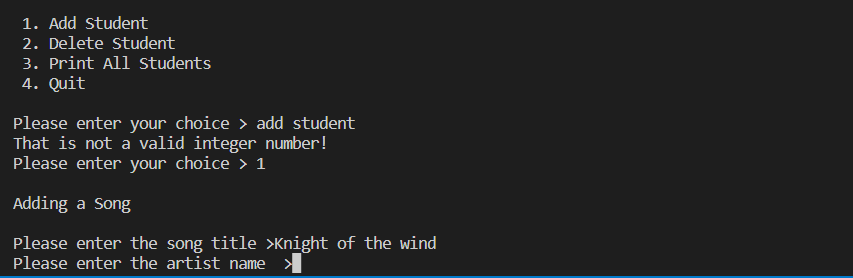 1. Add Student
2. Delete Student
3. Print All Students
4. Quit
Please enter your choice > add student
That is not a valid integer number!
Please enter your choice > 1
Adding a Song
Please enter the song title >Knight of the wind
Please enter the artist name  >